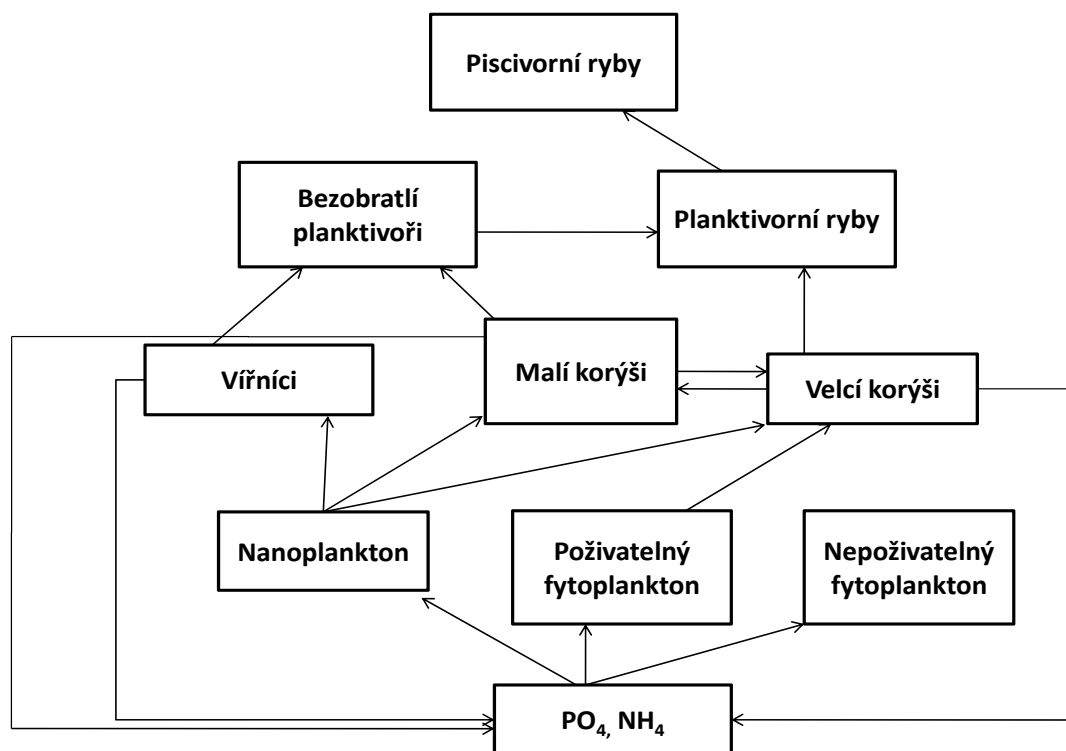 Piscivorní ryby
Bezobratlí
planktivoři
Planktivorní ryby
Vířníci
Malí korýši
Velcí korýši
Nanoplankton
Poživatelný
fytoplankton
Nepoživatelný
fytoplankton
PO₄, NH₄